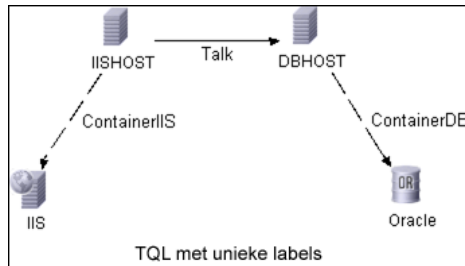 IISHOST
Talk
DBHOST
ContainerIIS
ContainerDB
OR
IIS
Oracle
TQL met unieke labels